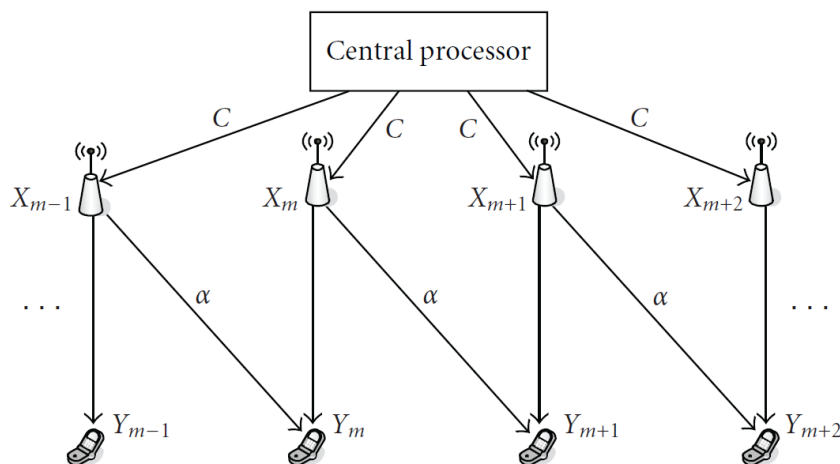 Central processor
C C C C
X_{m−1} X_m X_{m+1} X_{m+2}
α α α
. . . . . .
Y_{m−1} Y_m Y_{m+1} Y_{m+2}